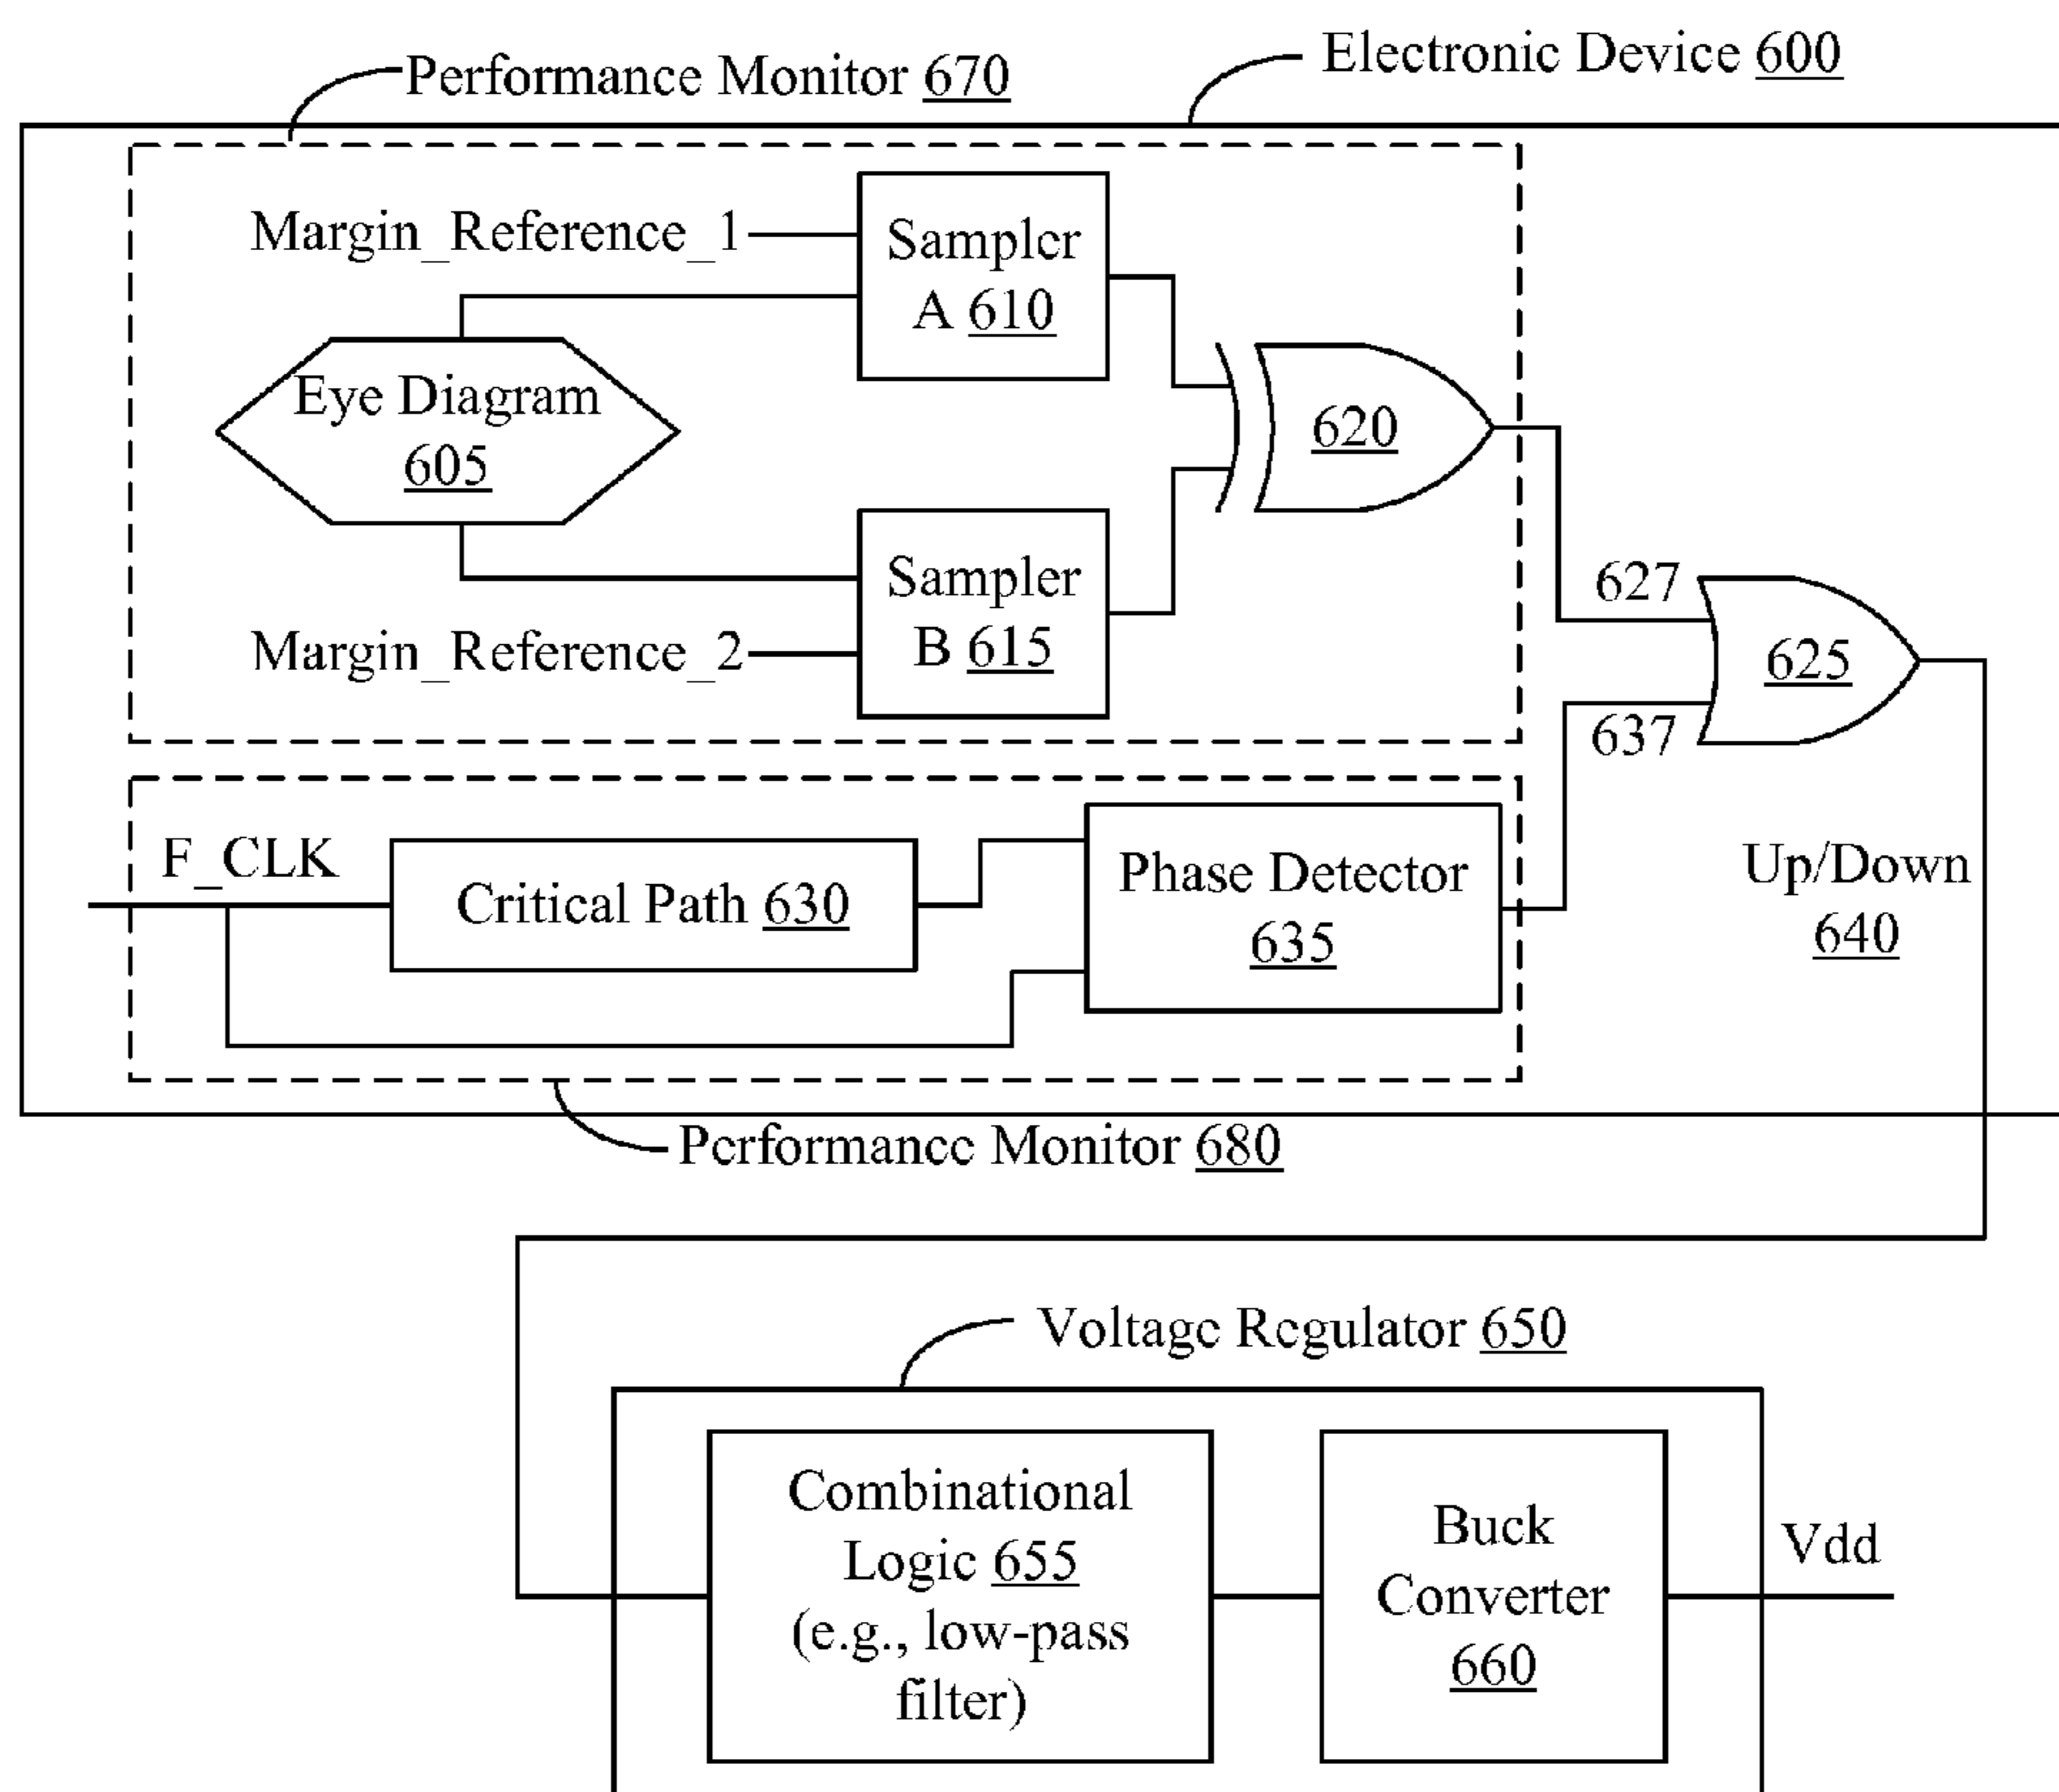 Electronic Device 600
Performance Monitor 670
Margin_Reference_1
Sampler
A 610
Eye Diagram
605
620
Sampler
B 615
Margin_Reference_2
627
625
637
F_CLK
Critical Path 630
Phase Detector
635
Up/Down
640
Performance Monitor 680
Voltage Regulator 650
Combinational
Logic 655
(e.g., low-pass
filter)
Buck
Converter
660
Vdd